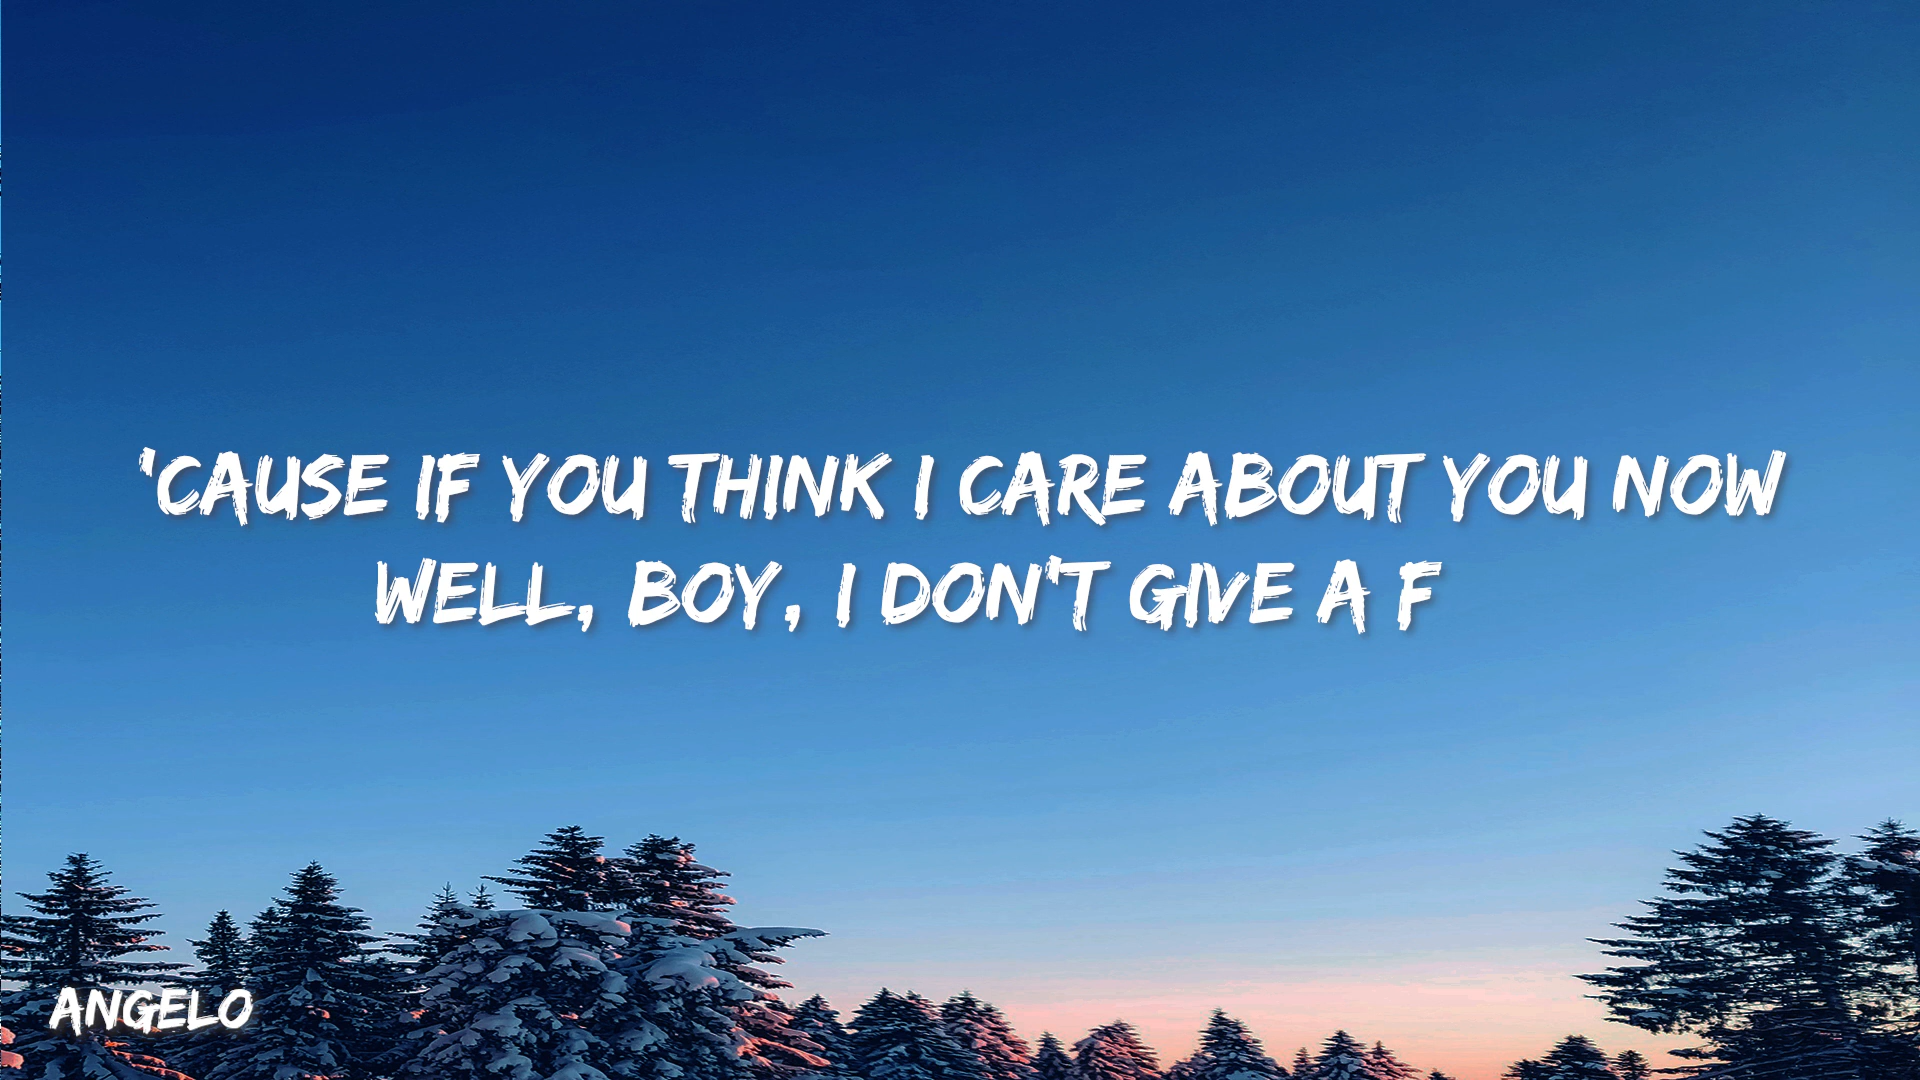 'CAUSE IF YOU THINK I CARE ABOUT YOU NOW
WELL, BOY, I DON'T GIVE A F
ANGELO